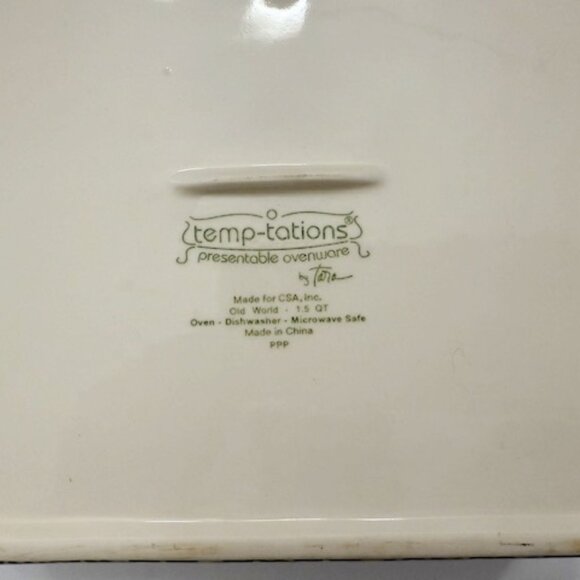 temp-tations®
presentable ovenware
by Tara
Made for CSA, Inc.
Old World - 1.5 QT
Oven - Dishwasher - Microwave Safe
Made in China
PPP